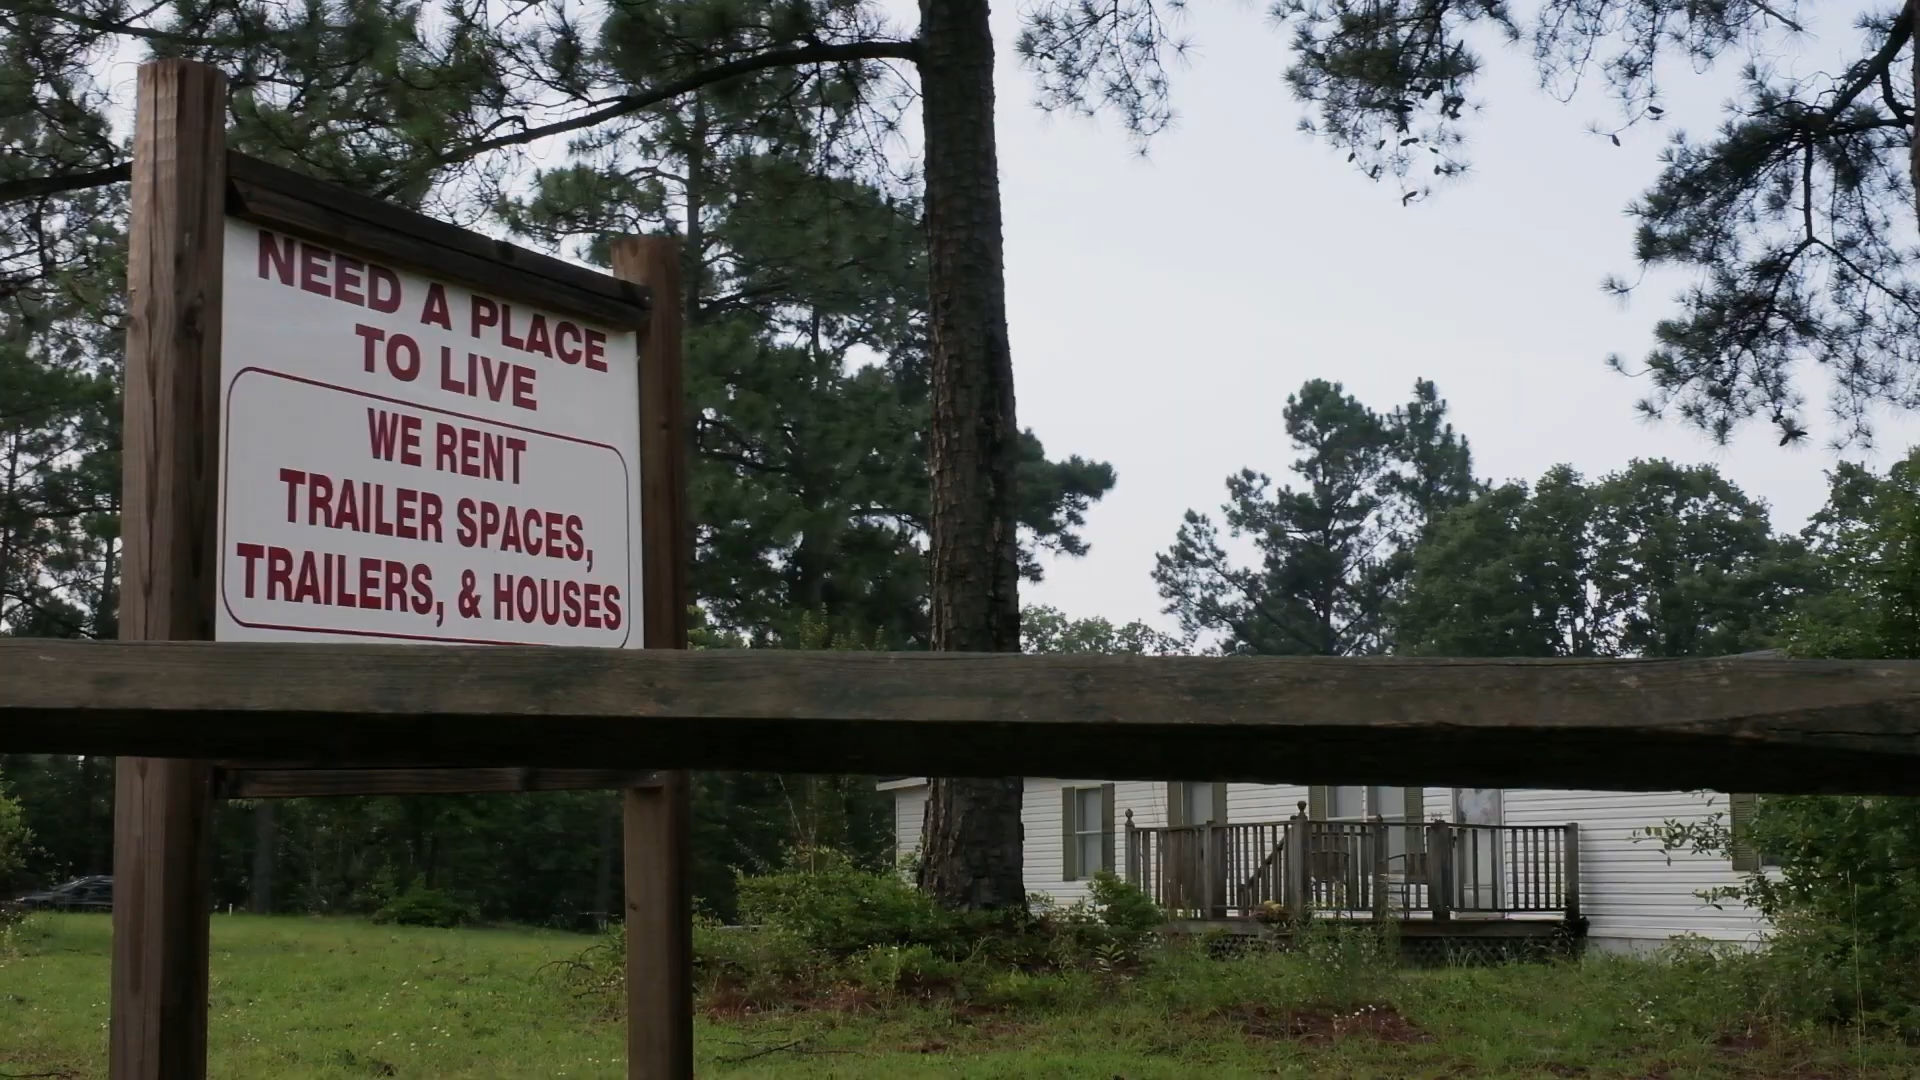 NEED A PLACE
TO LIVE
WE RENT
TRAILER SPACES,
TRAILERS, & HOUSES